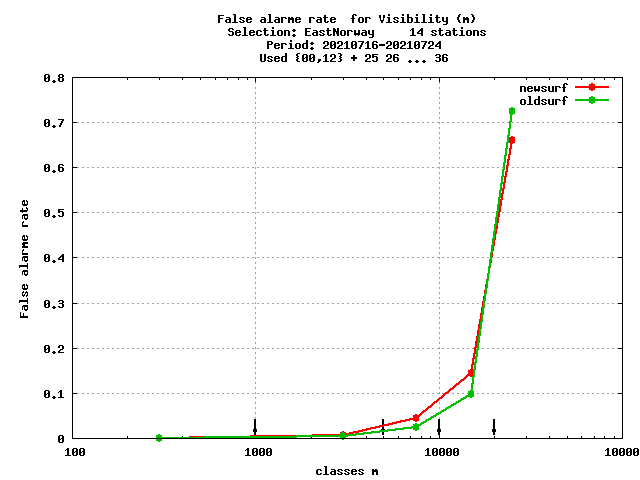 False alarme rate for Visibility (m)
Selection: EastNorway 14 stations
Period: 20210716-20210724
Used {00,12} + 25 26 ... 36
newsurf
oldsurf
False alarme rate
0.8
0.7
0.6
0.5
0.4
0.3
0.2
0.1
0
100 1000 10000 10000
classes m